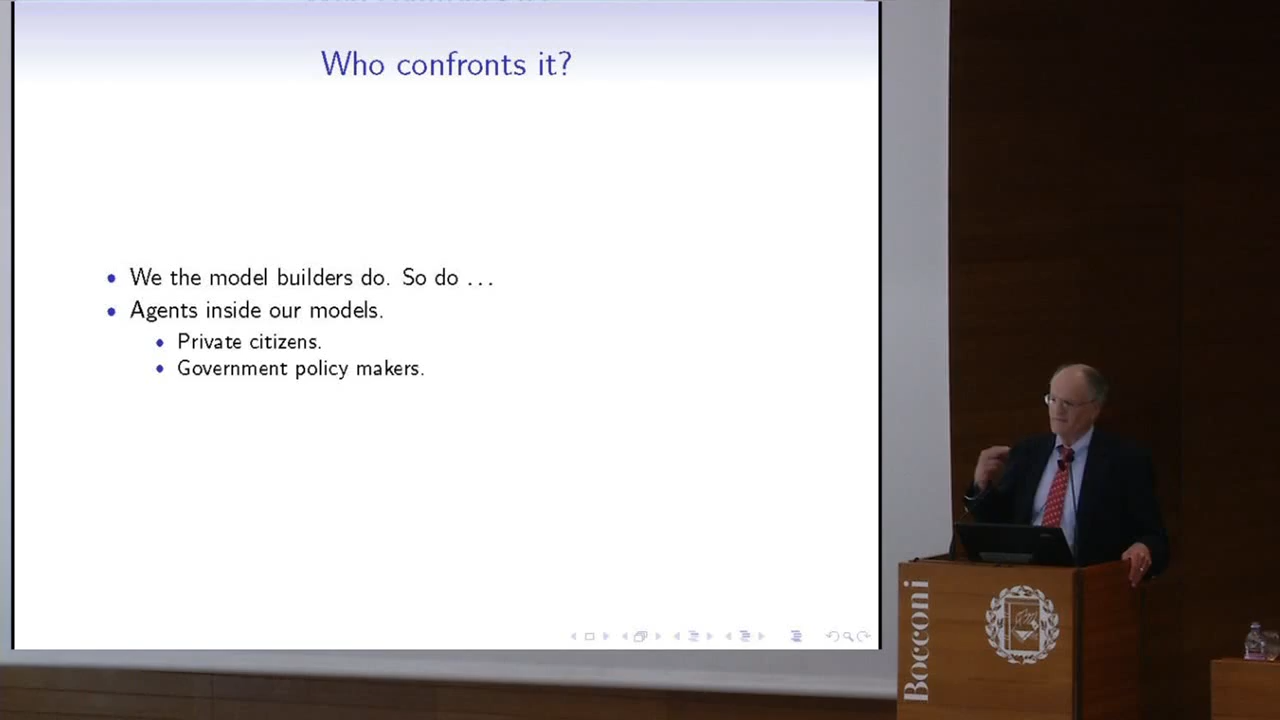 Who confronts it?
We the model builders do. So do ...
Agents inside our models.
Private citizens.
Government policy makers.
Bocconi